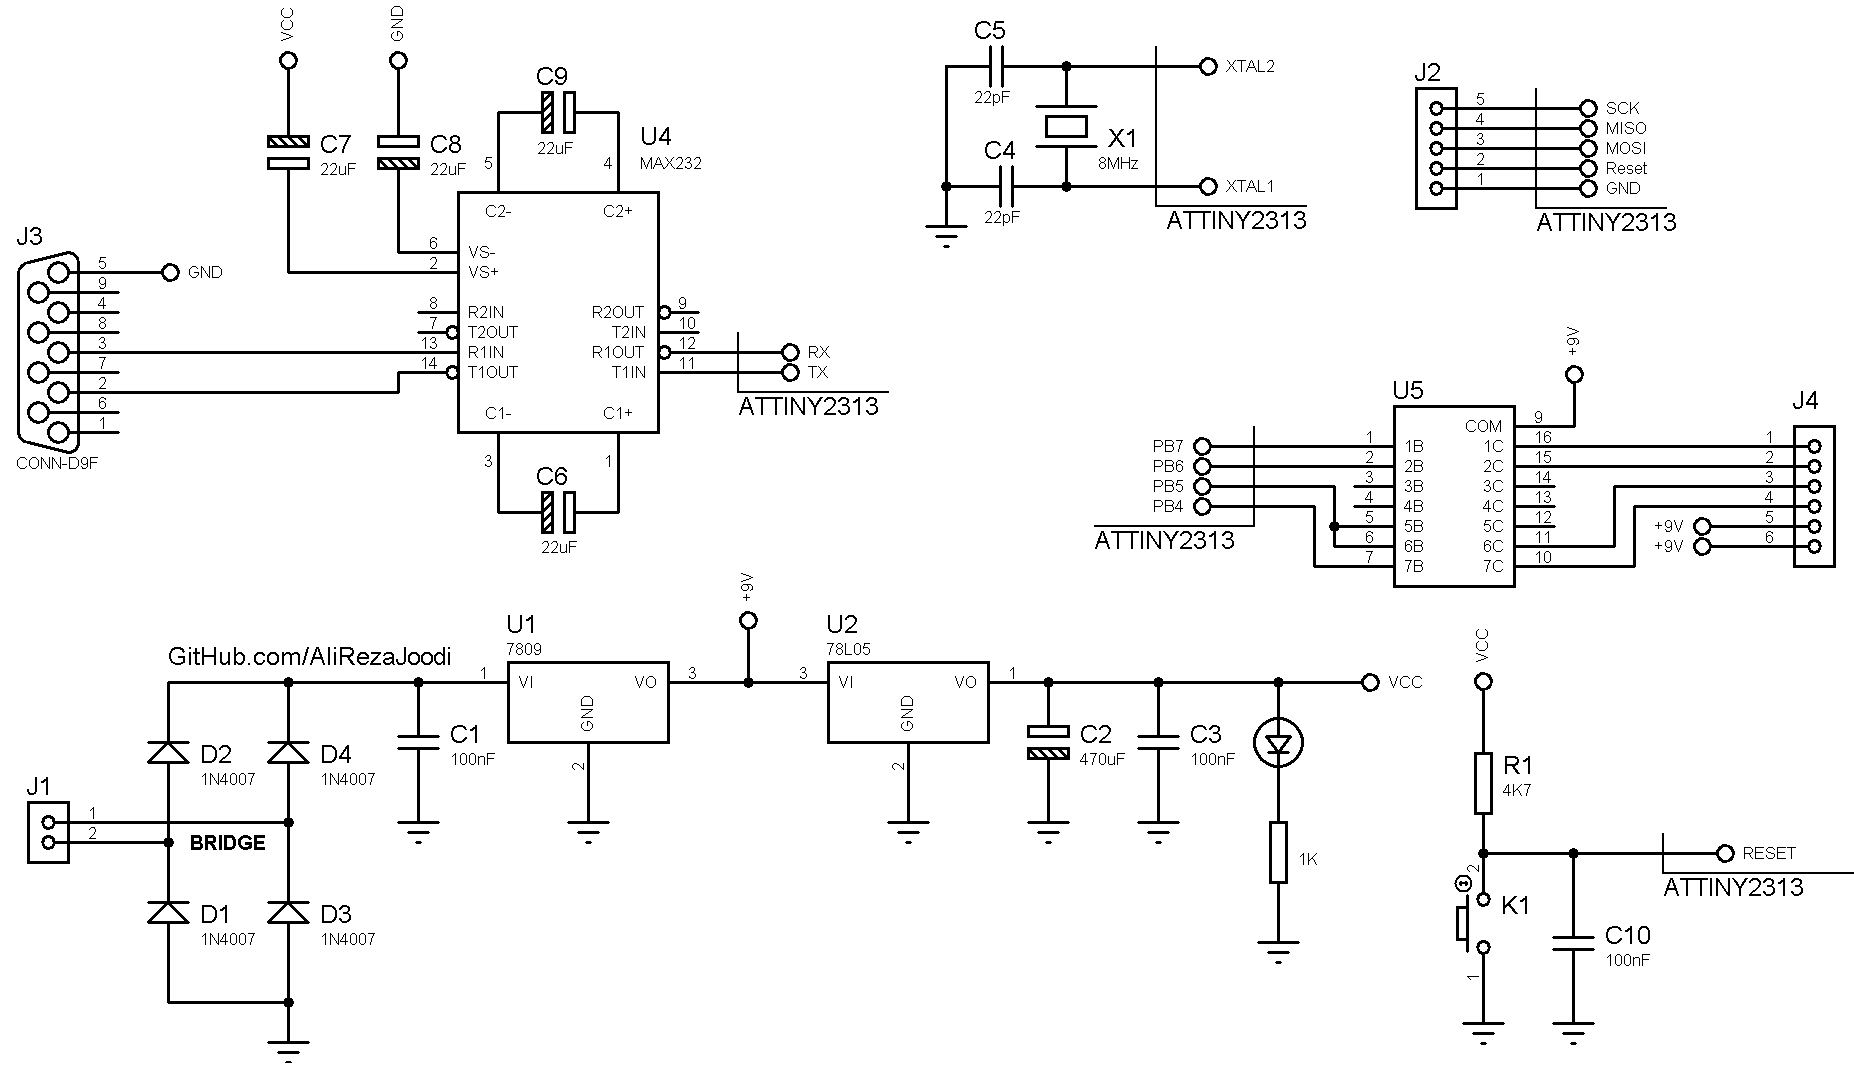 VCC
GND
C7
22uF
C8
22uF
C9
22uF
U4
MAX232
5
4
C2-
C2+
6
VS-
2
VS+
8
R2IN
7
T2OUT
13
R1IN
14
T1OUT
R2OUT
9
T2IN
10
R1OUT
12
T1IN
11
C1-
C1+
3
1
C6
22uF
RX
TX
ATTINY2313
J3
5
9
4
8
3
7
2
6
1
GND
CONN-D9F
C5
22pF
C4
22pF
X1
8MHz
XTAL2
XTAL1
ATTINY2313
J2
5
4
3
2
1
SCK
MISO
MOSI
Reset
GND
ATTINY2313
+9V
U5
COM
9
PB7
PB6
PB5
PB4
ATTINY2313
1
2
3
4
5
6
7
1B
2B
3B
4B
5B
6B
7B
1C
2C
3C
4C
5C
6C
7C
16
15
14
13
12
11
10
J4
1
2
3
4
5
6
+9V
+9V
GitHub.com/AliRezaJoodi
J1
1
2
BRIDGE
D2
1N4007
D4
1N4007
D1
1N4007
D3
1N4007
C1
100nF
U1
7809
1
VI
VO
3
GND
2
+9V
U2
78L05
3
VI
VO
1
GND
2
C2
470uF
C3
100nF
1K
VCC
VCC
R1
4K7
2
K1
1
C10
100nF
RESET
ATTINY2313